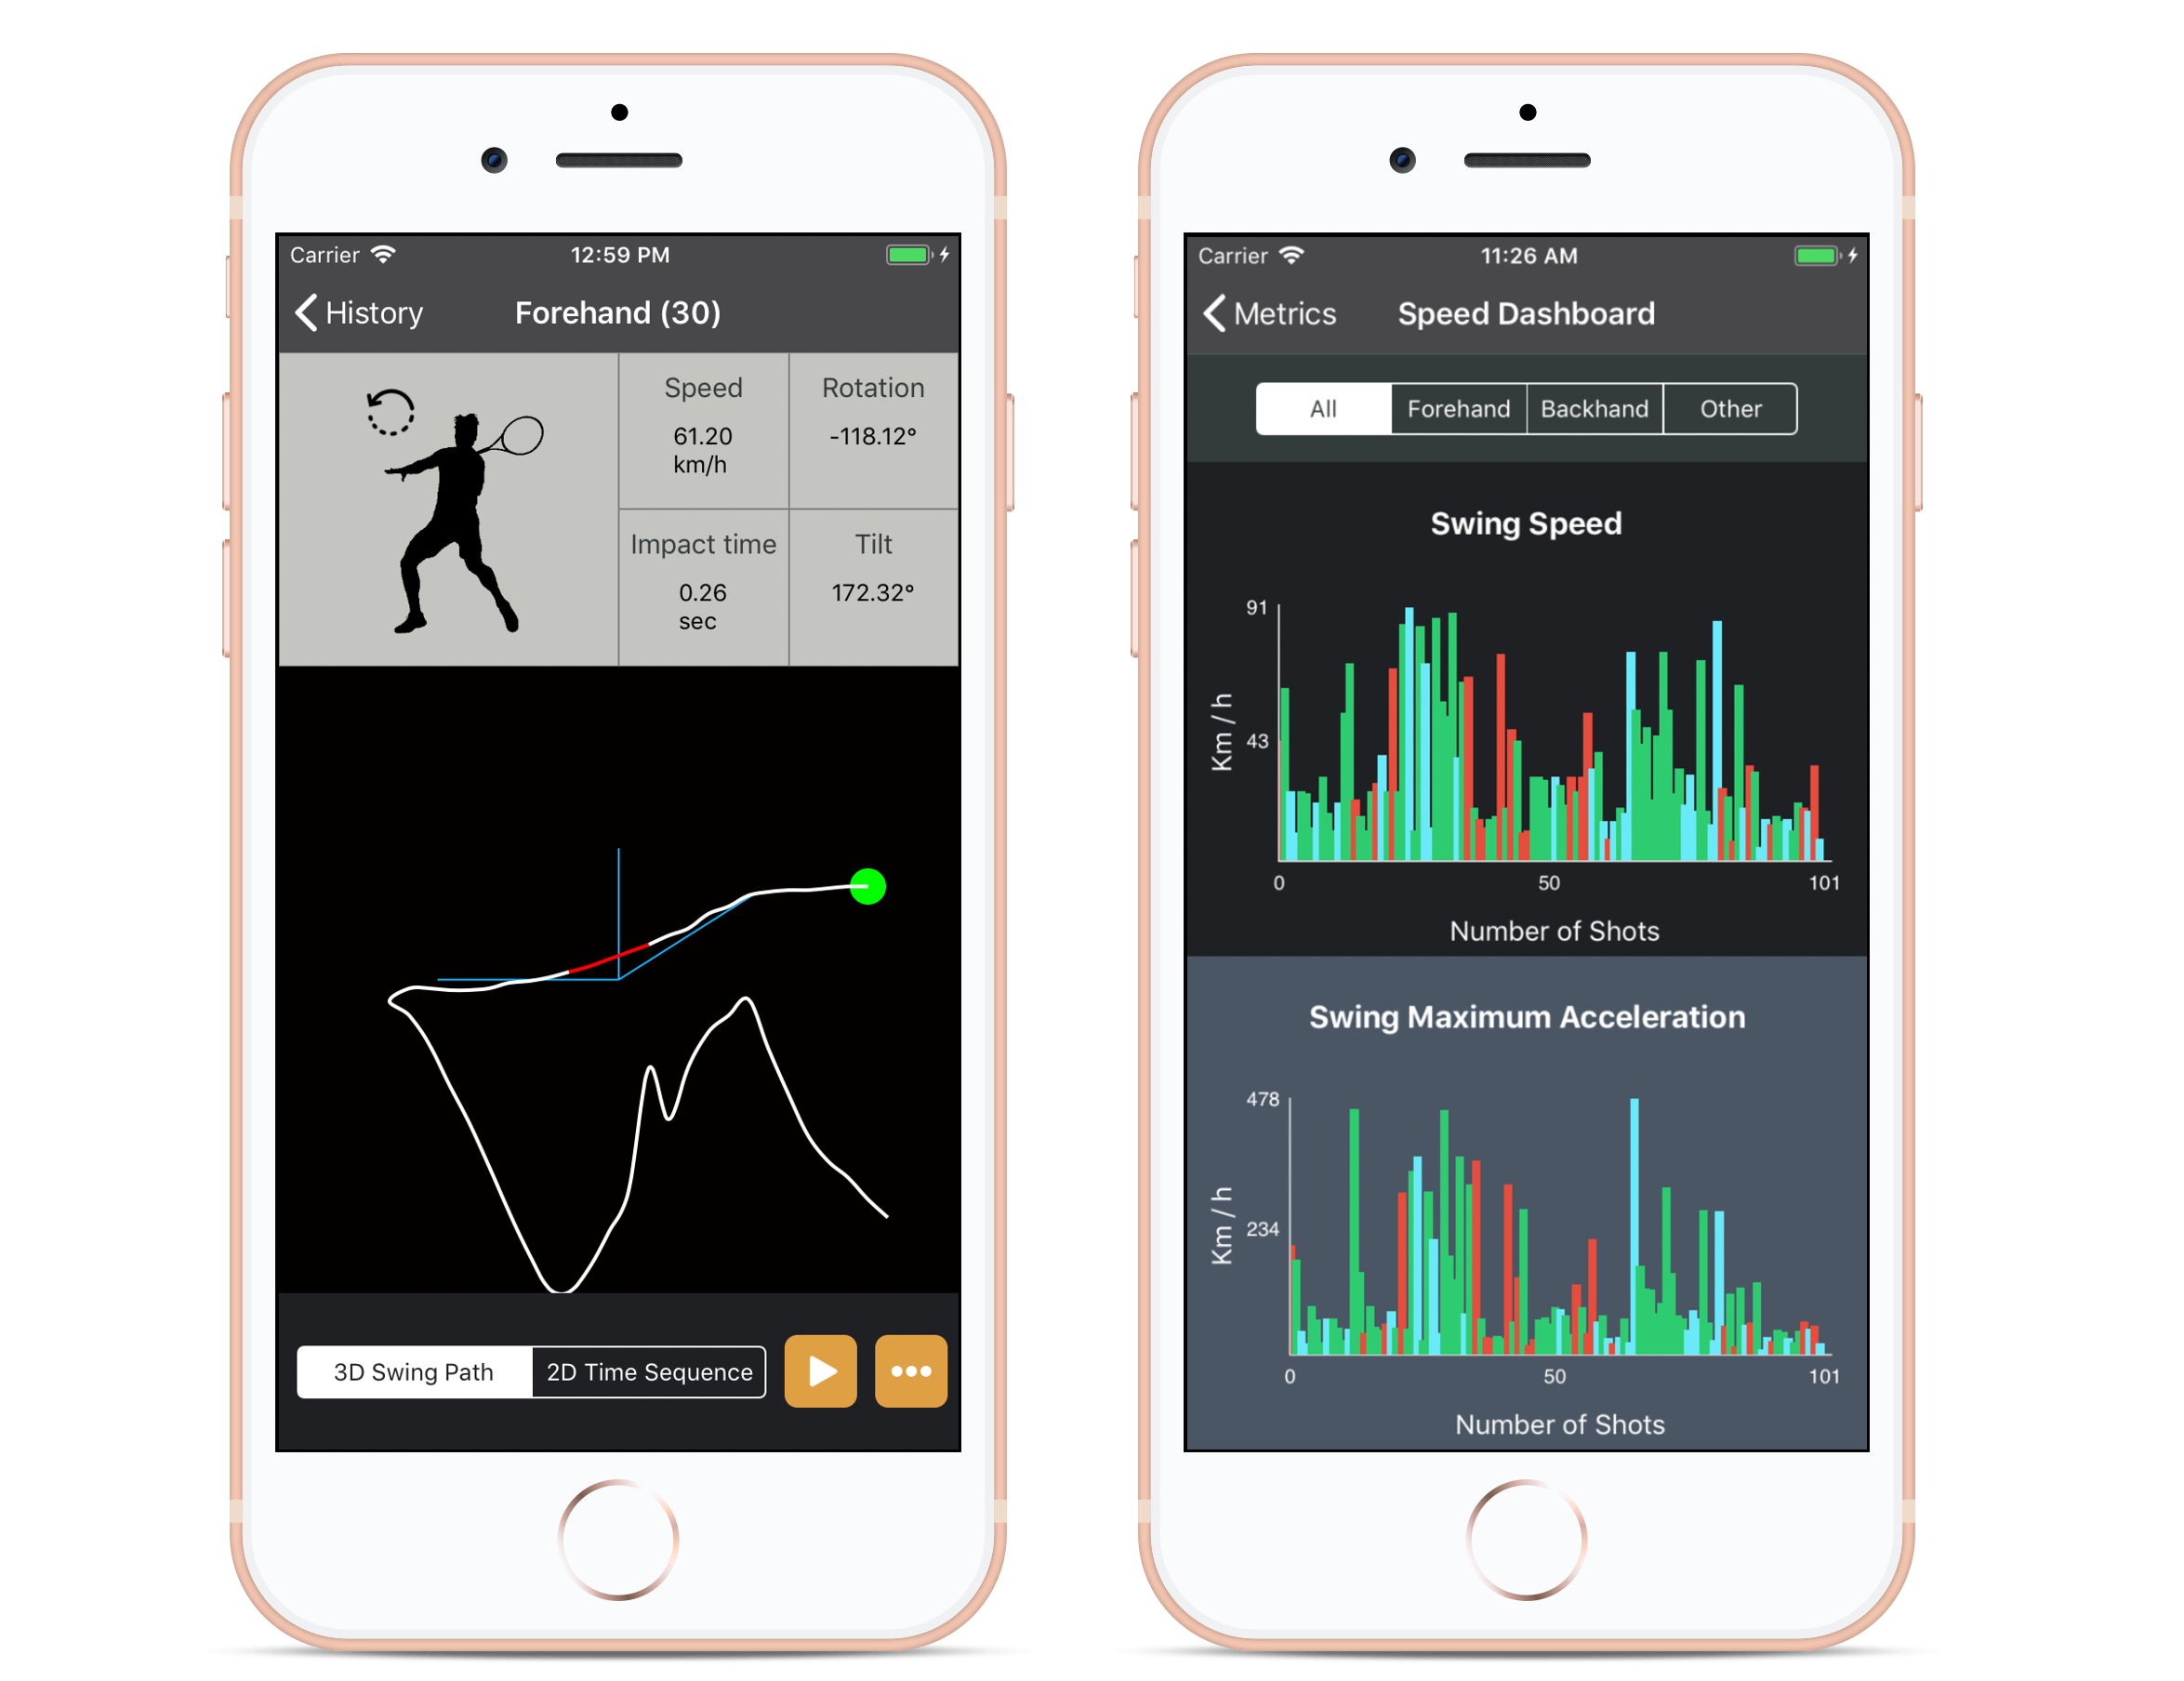 Carrier
12:59 PM
History
Forehand (30)
Speed
61.20
km/h
Rotation
-118.12°
Impact time
0.26
sec
Tilt
172.32°
3D Swing Path
2D Time Sequence
Carrier
11:26 AM
Metrics
Speed Dashboard
All
Forehand
Backhand
Other
Swing Speed
91
43
Km / h
0
50
101
Number of Shots
Swing Maximum Acceleration
478
234
Km / h
0
50
101
Number of Shots